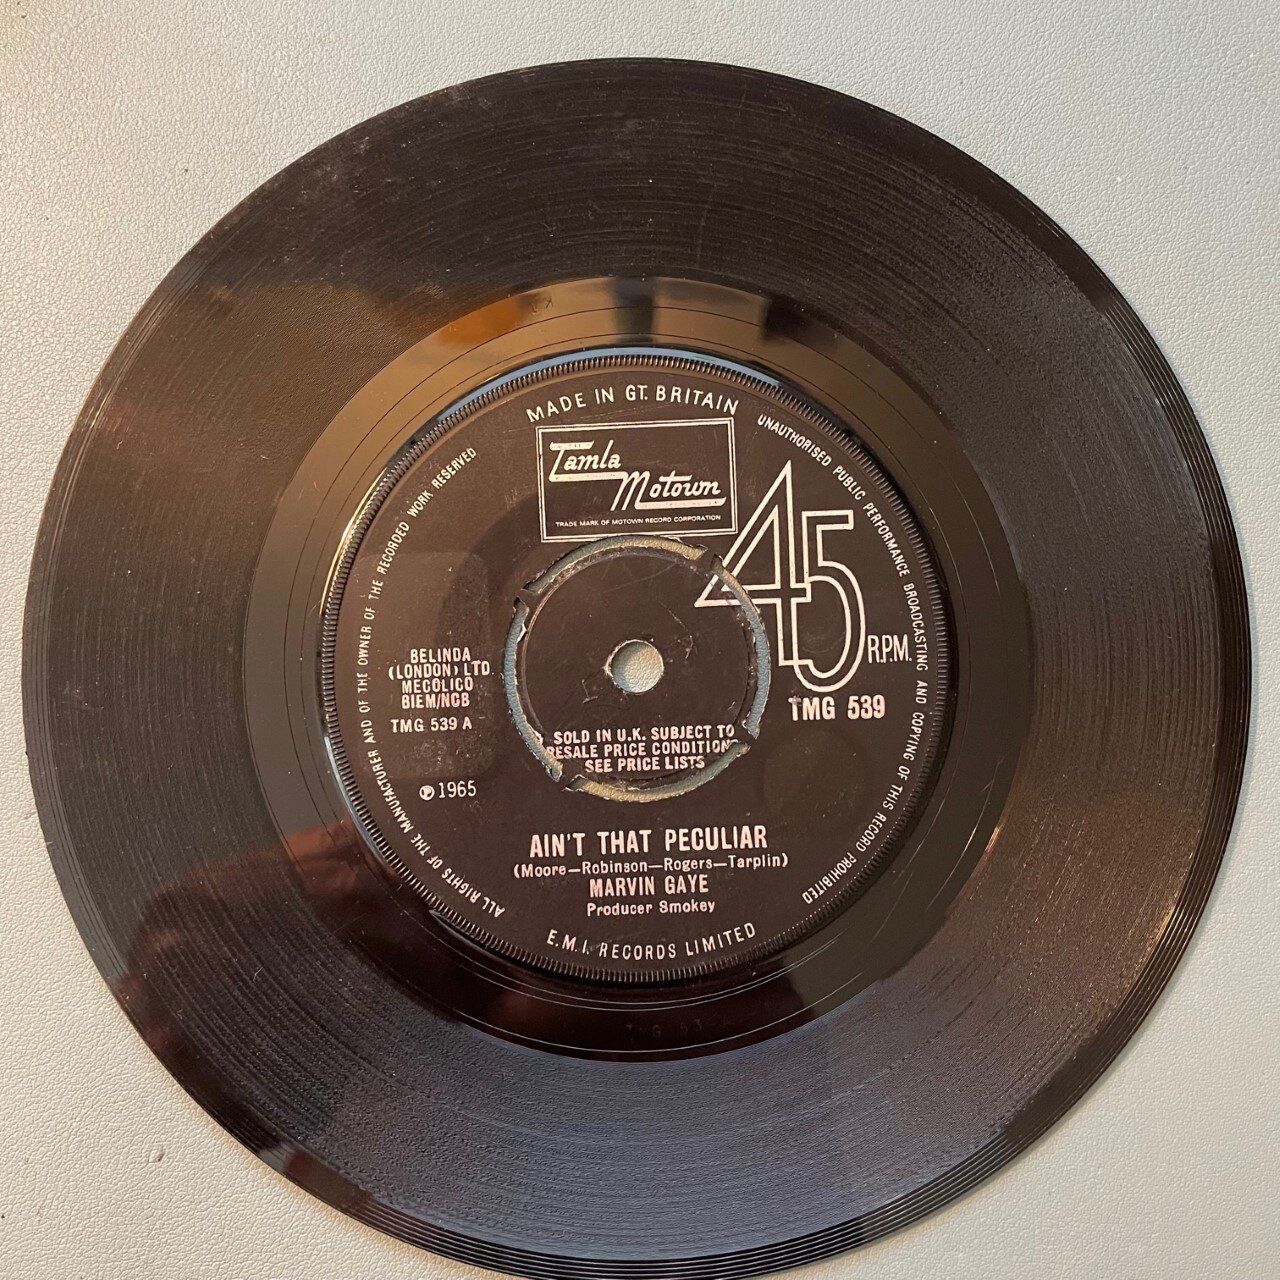 MADE IN GT. BRITAIN
Tamla
Motown
TRADE MARK OF MOTOWN RECORD CORPORATION
UNAUTHORISED PUBLIC PERFORMANCE BROADCASTING AND COPYING OF THIS RECORD PROHIBITED
ALL RIGHTS OF THE MANUFACTURER AND OF THE OWNER OF THE RECORDED WORK RESERVED
45
R.P.M.
TMG 539
BELINDA
(LONDON) LTD.
MECOLICO
BIEM/NCB
TMG 539 A
℗ 1965
SOLD IN U.K. SUBJECT TO
RESALE PRICE CONDITIONS
SEE PRICE LISTS
AIN'T THAT PECULIAR
(Moore—Robinson—Rogers—Tarplin)
MARVIN GAYE
Producer Smokey
E.M.I. RECORDS LIMITED